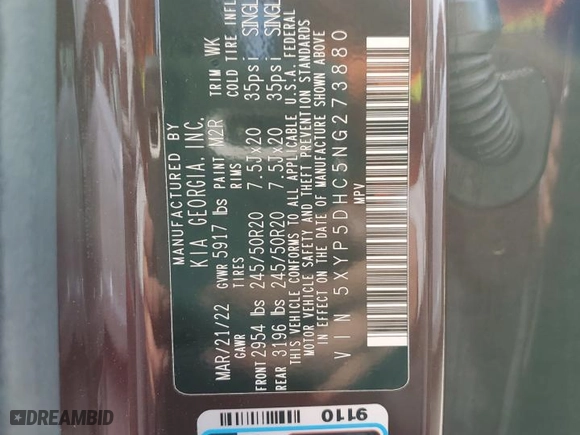 MANUFACTURED BY
KIA GEORGIA, INC.
MAR/21/22 GVWR 5917 lbs PAINT M2R TRIM WK
GAWR TIRES RIMS COLD TIRE INFL
FRONT 2954 lbs 245/50R20 7.5JX20 35psi SINGL
REAR 3196 lbs 245/50R20 7.5JX20 35psi SINGL
THIS VEHICLE CONFORMS TO ALL APPLICABLE U.S.A. FEDERAL
MOTOR VEHICLE SAFETY AND THEFT PREVENTION STANDARDS
IN EFFECT ON THE DATE OF MANUFACTURE SHOWN ABOVE
VIN 5XYP5DHC5NG273880
MPV
9110
DREAMBID